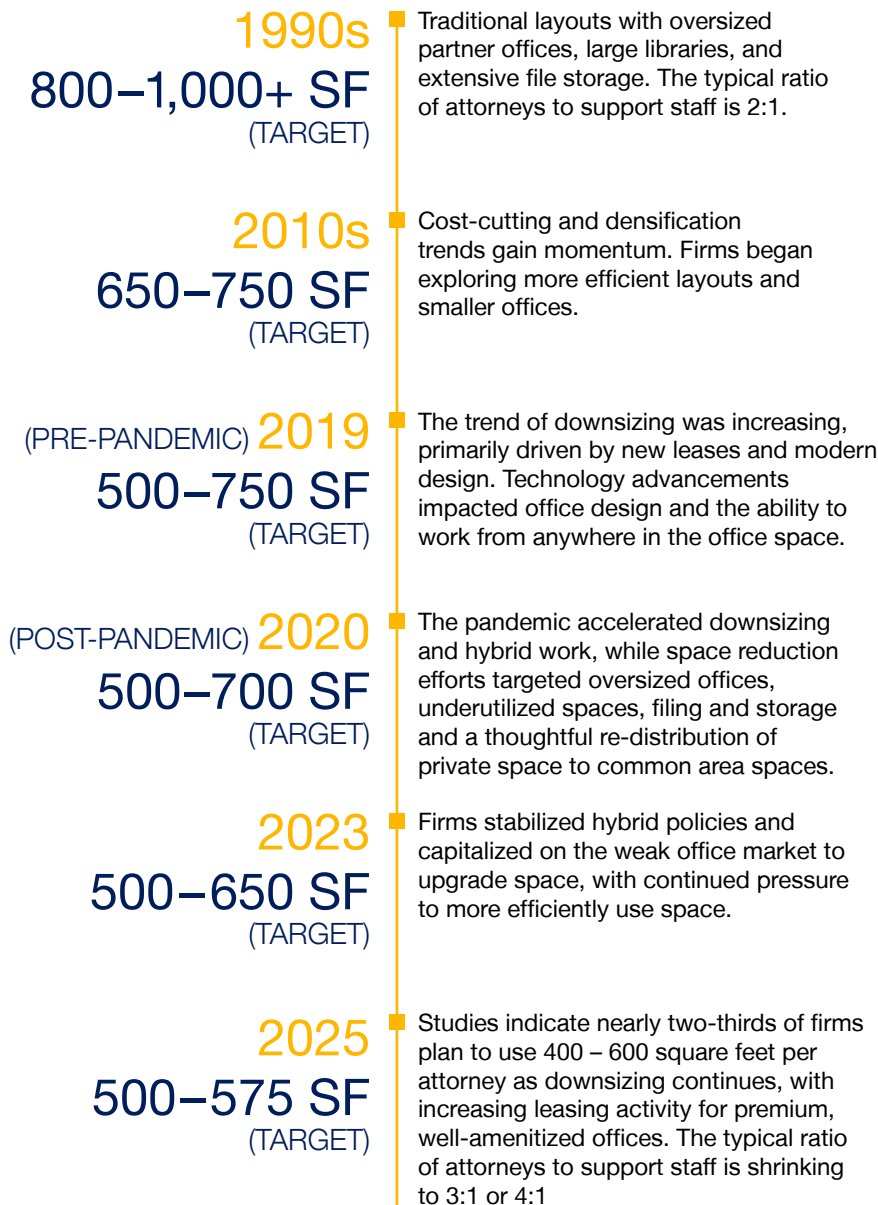 1990s
800–1,000+ SF
(TARGET)
Traditional layouts with oversized
partner offices, large libraries, and
extensive file storage. The typical ratio
of attorneys to support staff is 2:1.
2010s
650–750 SF
(TARGET)
Cost-cutting and densification
trends gain momentum. Firms began
exploring more efficient layouts and
smaller offices.
(PRE-PANDEMIC) 2019
500–750 SF
(TARGET)
The trend of downsizing was increasing,
primarily driven by new leases and modern
design. Technology advancements
impacted office design and the ability to
work from anywhere in the office space.
(POST-PANDEMIC) 2020
500–700 SF
(TARGET)
The pandemic accelerated downsizing
and hybrid work, while space reduction
efforts targeted oversized offices,
underutilized spaces, filing and storage
and a thoughtful re-distribution of
private space to common area spaces.
2023
500–650 SF
(TARGET)
Firms stabilized hybrid policies and
capitalized on the weak office market to
upgrade space, with continued pressure
to more efficiently use space.
2025
500–575 SF
(TARGET)
Studies indicate nearly two-thirds of firms
plan to use 400 – 600 square feet per
attorney as downsizing continues, with
increasing leasing activity for premium,
well-amenitized offices. The typical ratio
of attorneys to support staff is shrinking
to 3:1 or 4:1